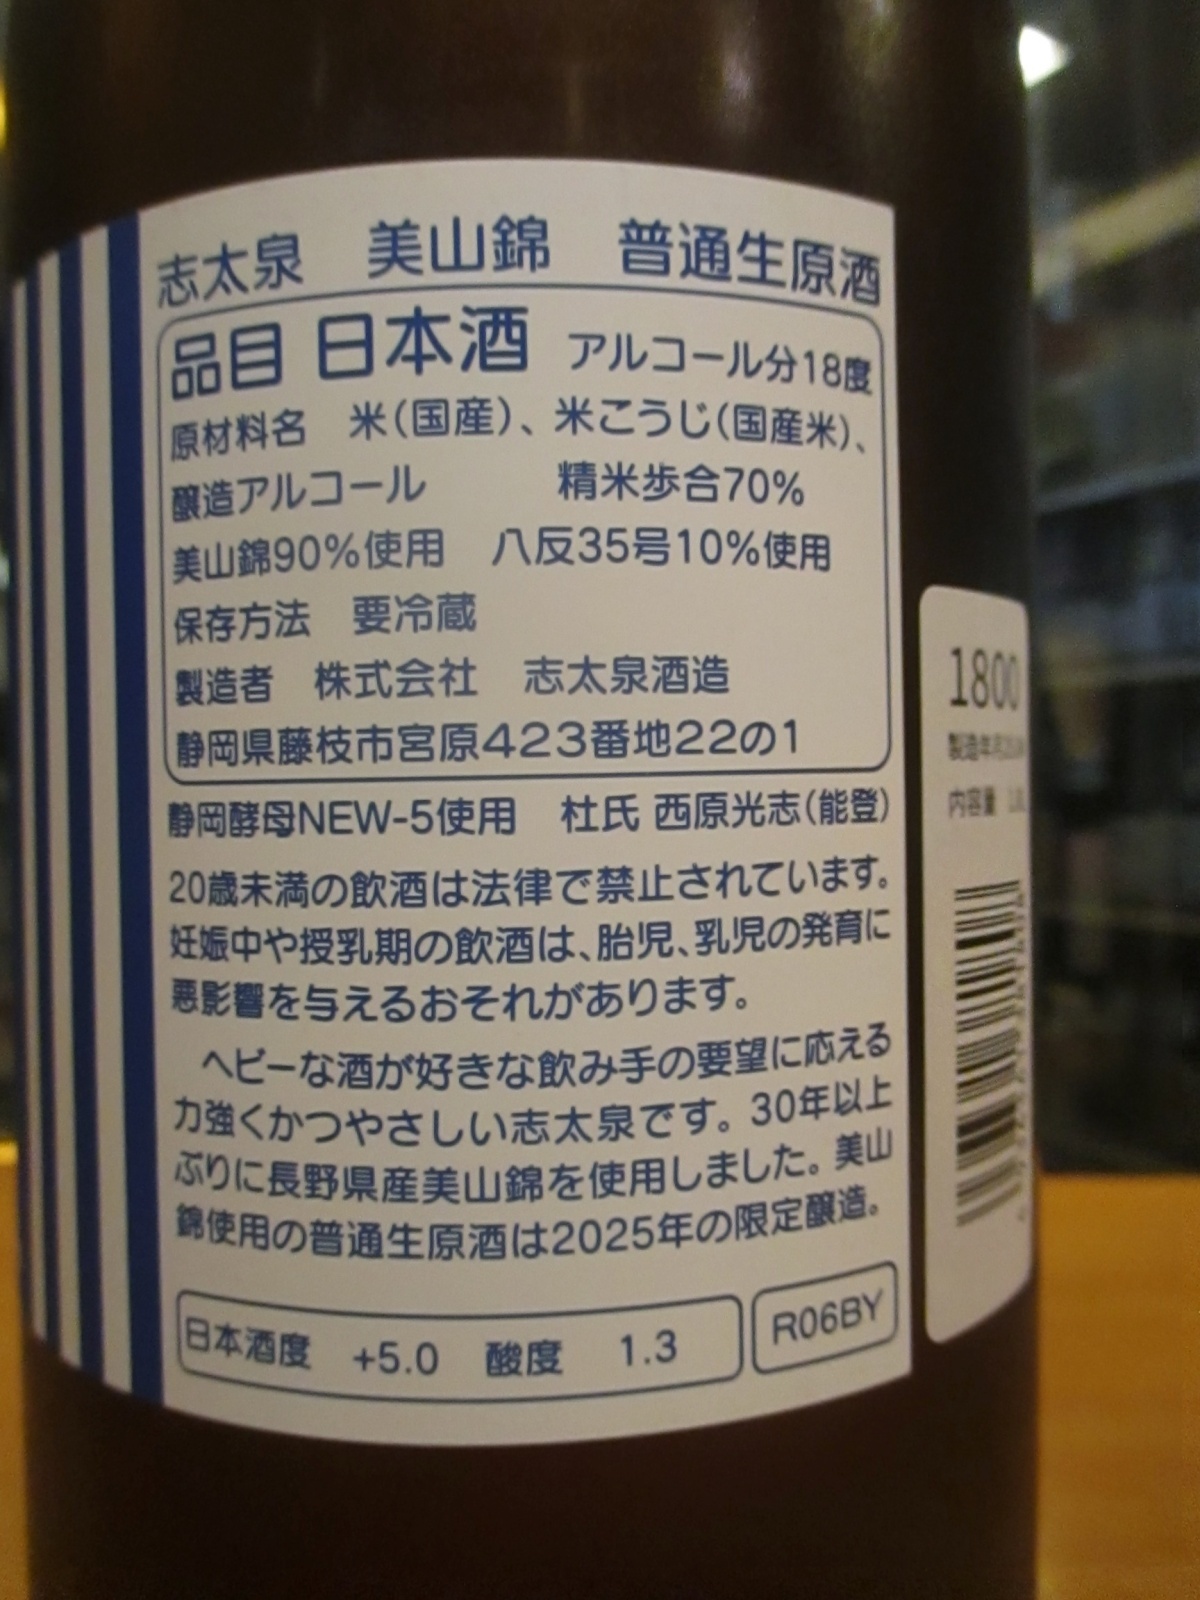 志太泉　美山錦　普通生原酒
品目 日本酒　アルコール分18度
原材料名　米(国産)、米こうじ(国産米)、
醸造アルコール　　精米歩合70%
美山錦90%使用　八反35号10%使用
保存方法　要冷蔵
製造者　株式会社　志太泉酒造
静岡県藤枝市宮原423番地22の1
静岡酵母NEW-5使用　杜氏 西原光志(能登)
20歳未満の飲酒は法律で禁止されています。
妊娠中や授乳期の飲酒は、胎児、乳児の発育に
悪影響を与えるおそれがあります。
ヘビーな酒が好きな飲み手の要望に応える
力強くかつやさしい志太泉です。30年以上
ぶりに長野県産美山錦を使用しました。美山
錦使用の普通生原酒は2025年の限定醸造。
日本酒度　+5.0　酸度　1.3
R06BY
1800
製造年月
内容量